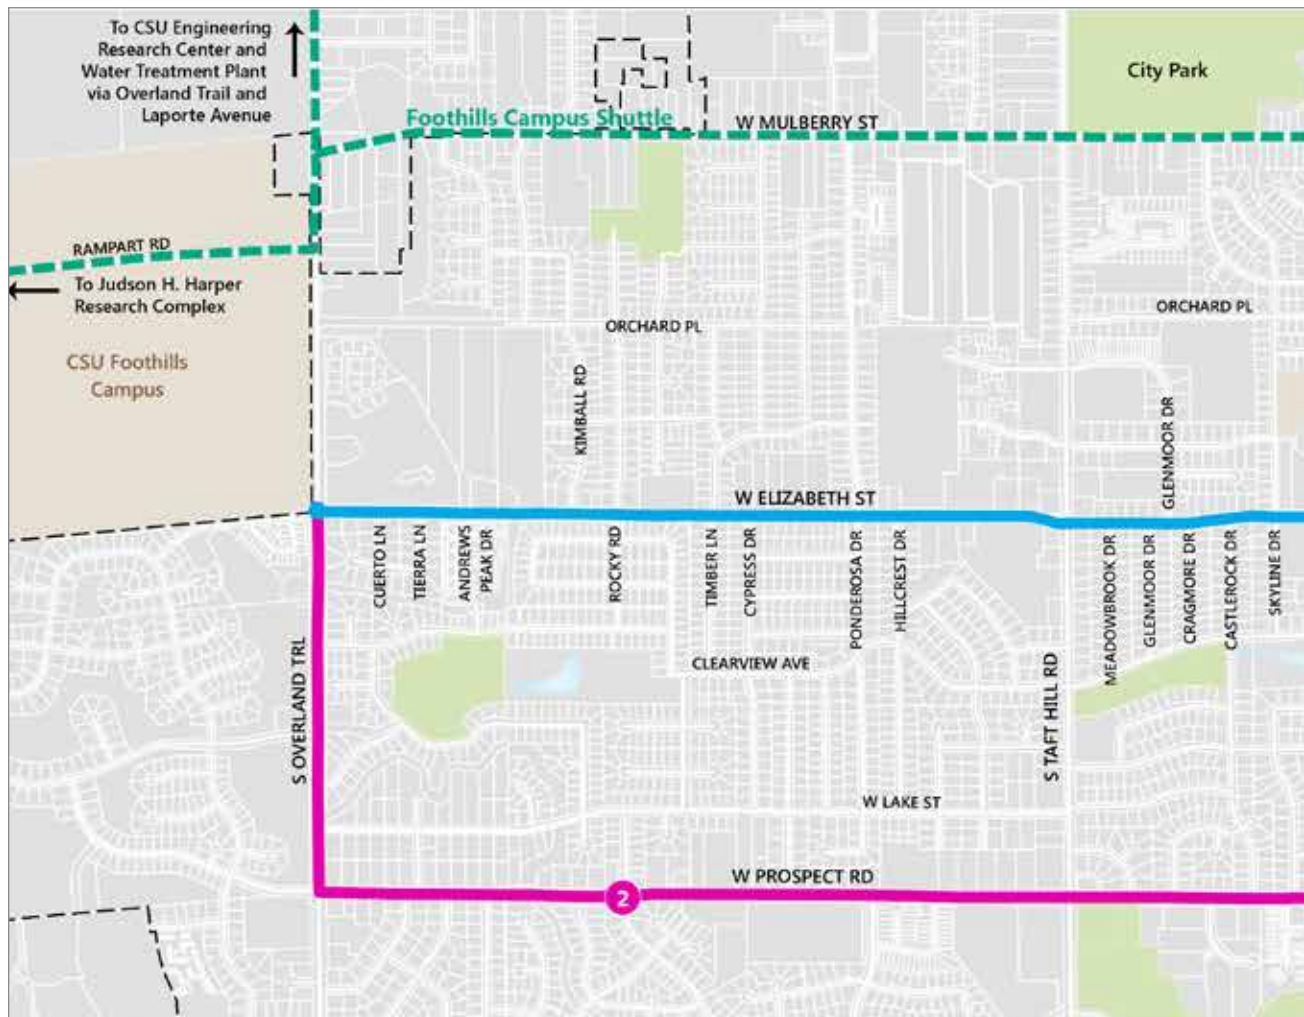 To CSU Engineering
Research Center and
Water Treatment Plant
via Overland Trail and
Laporte Avenue
City Park
Foothills Campus Shuttle
W MULBERRY ST
RAMPART RD
To Judson H. Harper
Research Complex
ORCHARD PL
ORCHARD PL
CSU Foothills
Campus
KIMBALL RD
GLENMOOR DR
W ELIZABETH ST
CUERTO LN
TIERRA LN
ANDREWS
PEAK DR
ROCKY RD
TIMBER LN
CYPRESS DR
PONDEROSA DR
HILLCREST DR
MEADOWBROOK DR
GLENMOOR DR
CRAGMORE DR
CASTLEROCK DR
SKYLINE DR
CLEARVIEW AVE
S OVERLAND TRL
S TAFT HILL RD
W LAKE ST
W PROSPECT RD
2